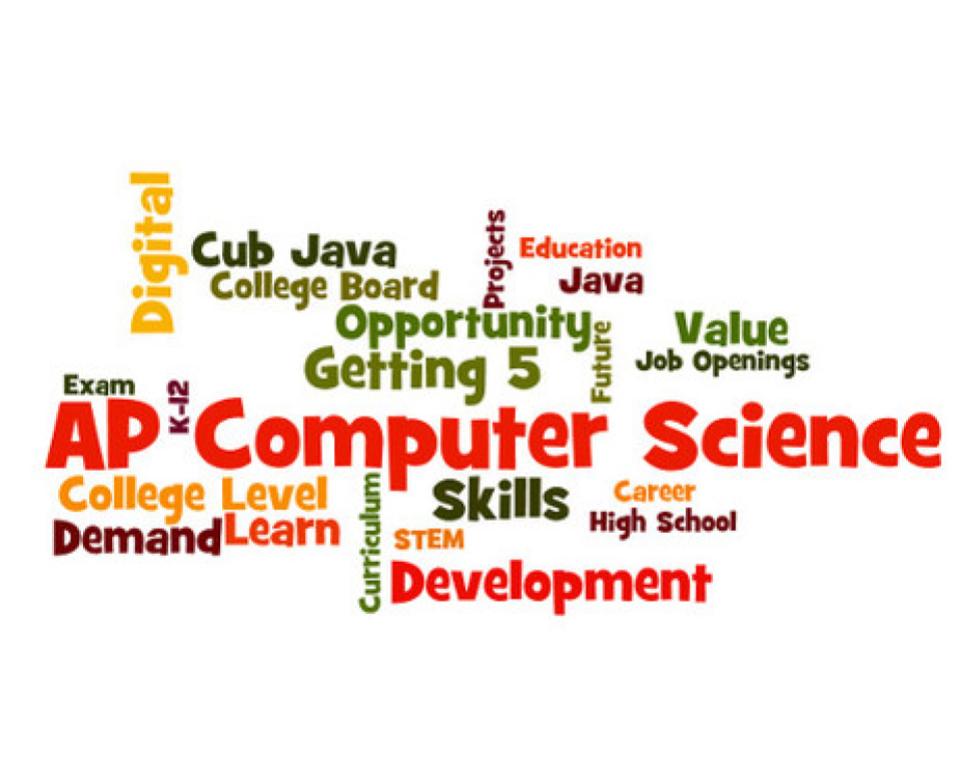 Digital
Cub Java
Projects
Education
College Board
Java
Opportunity
Value
Getting 5
Future
Job Openings
Exam
K-12
AP Computer Science
College Level
Curriculum
Skills
Career
Demand
Learn
STEM
High School
Development